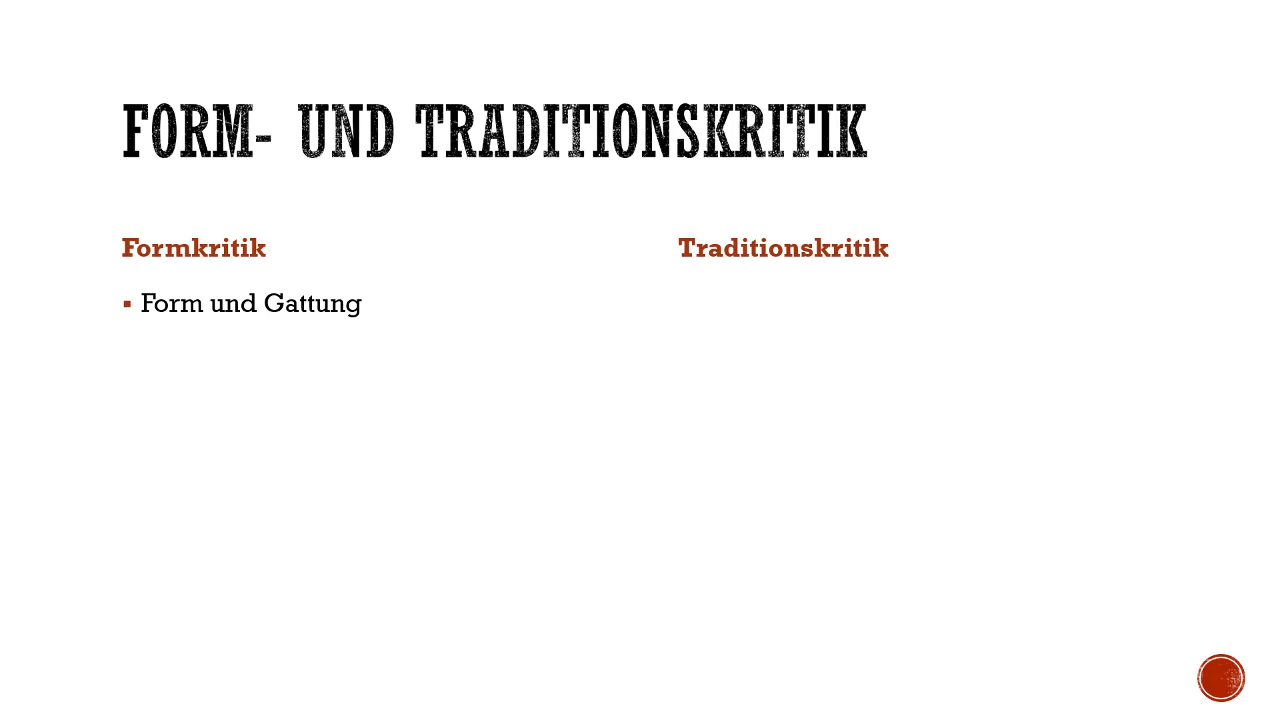 FORM- UND TRADITIONSKRITIK
Formkritik
▪ Form und Gattung
Traditionskritik